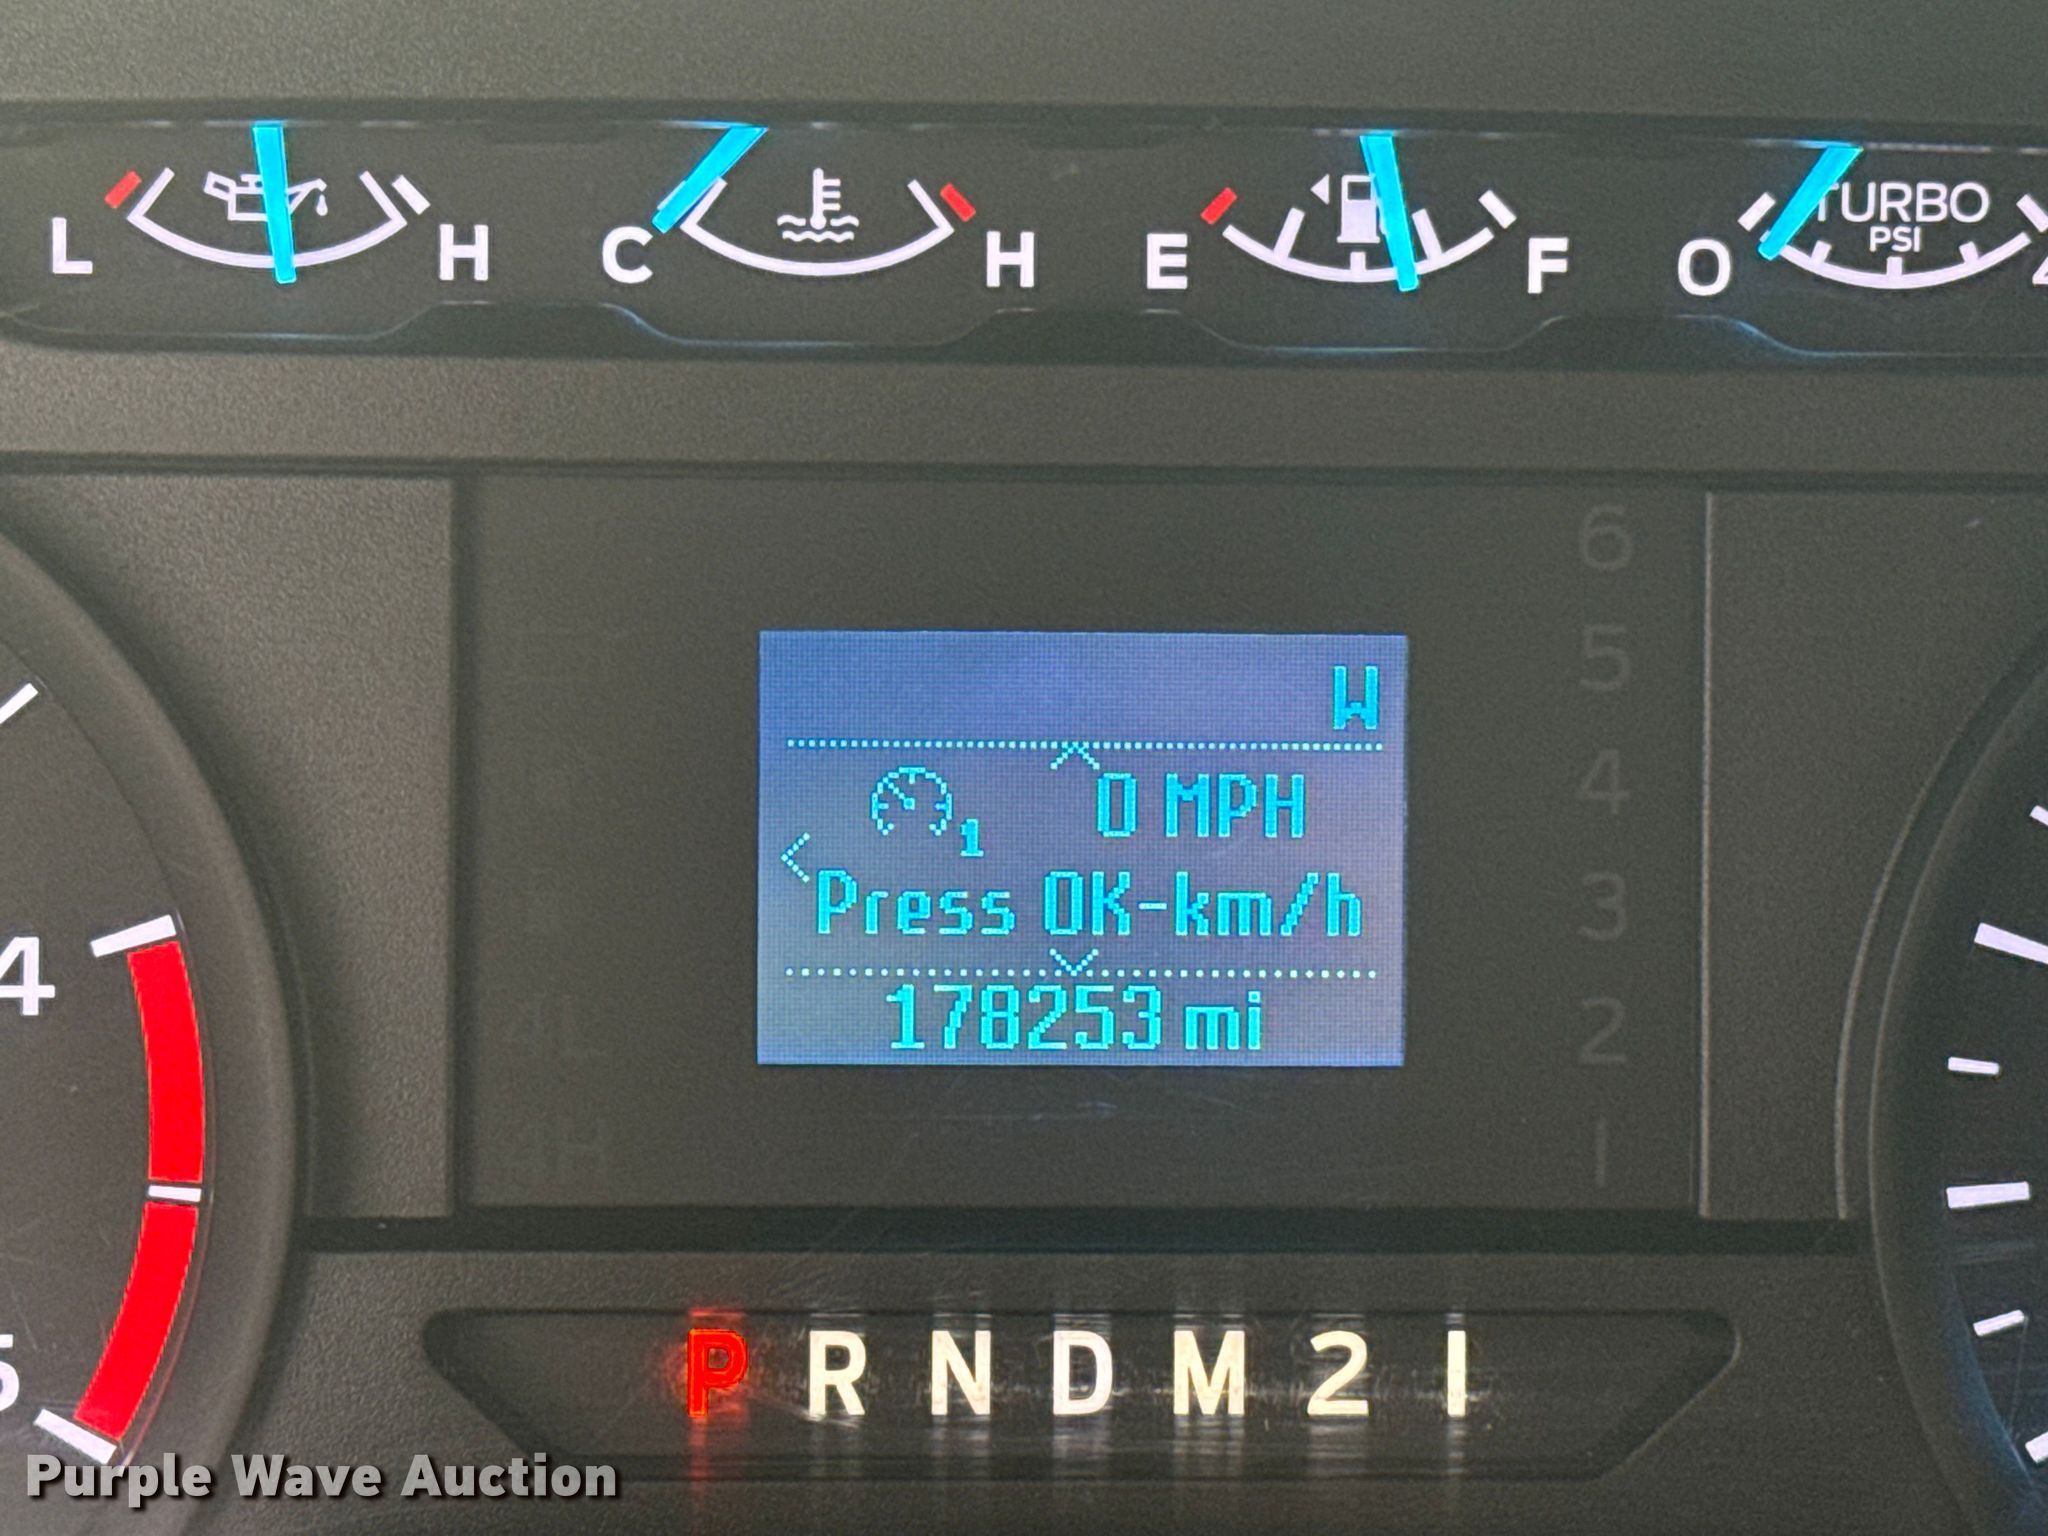 L H C H E F O TURBO
PSI
6
5
4
3
2
1
W
0 MPH
1
Press OK-km/h
178253 mi
4
5
4H
P R N D M 2 1
Purple Wave Auction